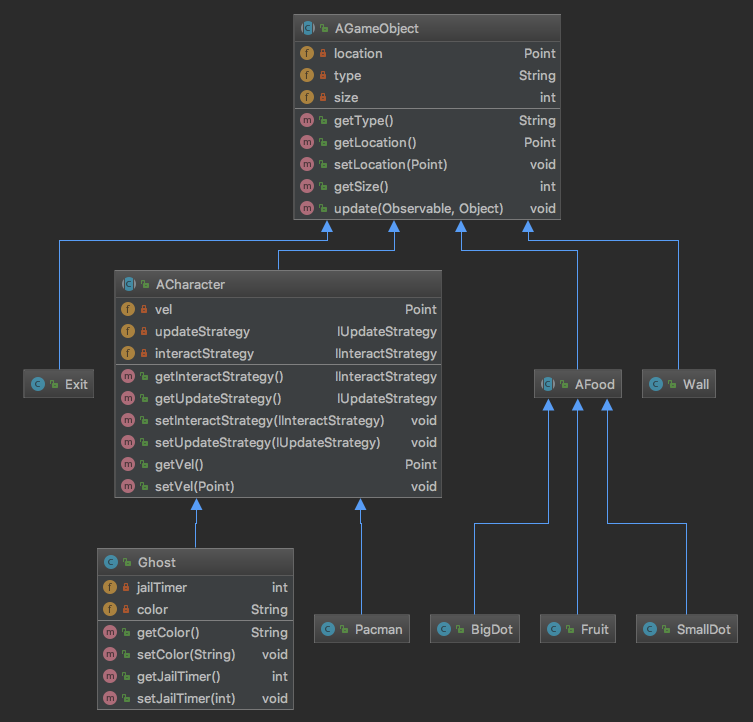 AGameObject
location Point
type String
size int
getType() String
getLocation() Point
setLocation(Point) void
getSize() int
update(Observable, Object) void
ACharacter
vel Point
updateStrategy IUpdateStrategy
interactStrategy IInteractStrategy
getInteractStrategy() IInteractStrategy
getUpdateStrategy() IUpdateStrategy
setInteractStrategy(IInteractStrategy) void
setUpdateStrategy(IUpdateStrategy) void
getVel() Point
setVel(Point) void
Exit
AFood
Wall
Ghost
jailTimer int
color String
getColor() String
setColor(String) void
getJailTimer() int
setJailTimer(int) void
Pacman
BigDot
Fruit
SmallDot